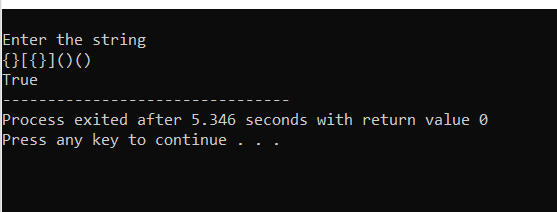 Enter the string
{}[{}]()()
True
--------------------------------
Process exited after 5.346 seconds with return value 0
Press any key to continue . . .